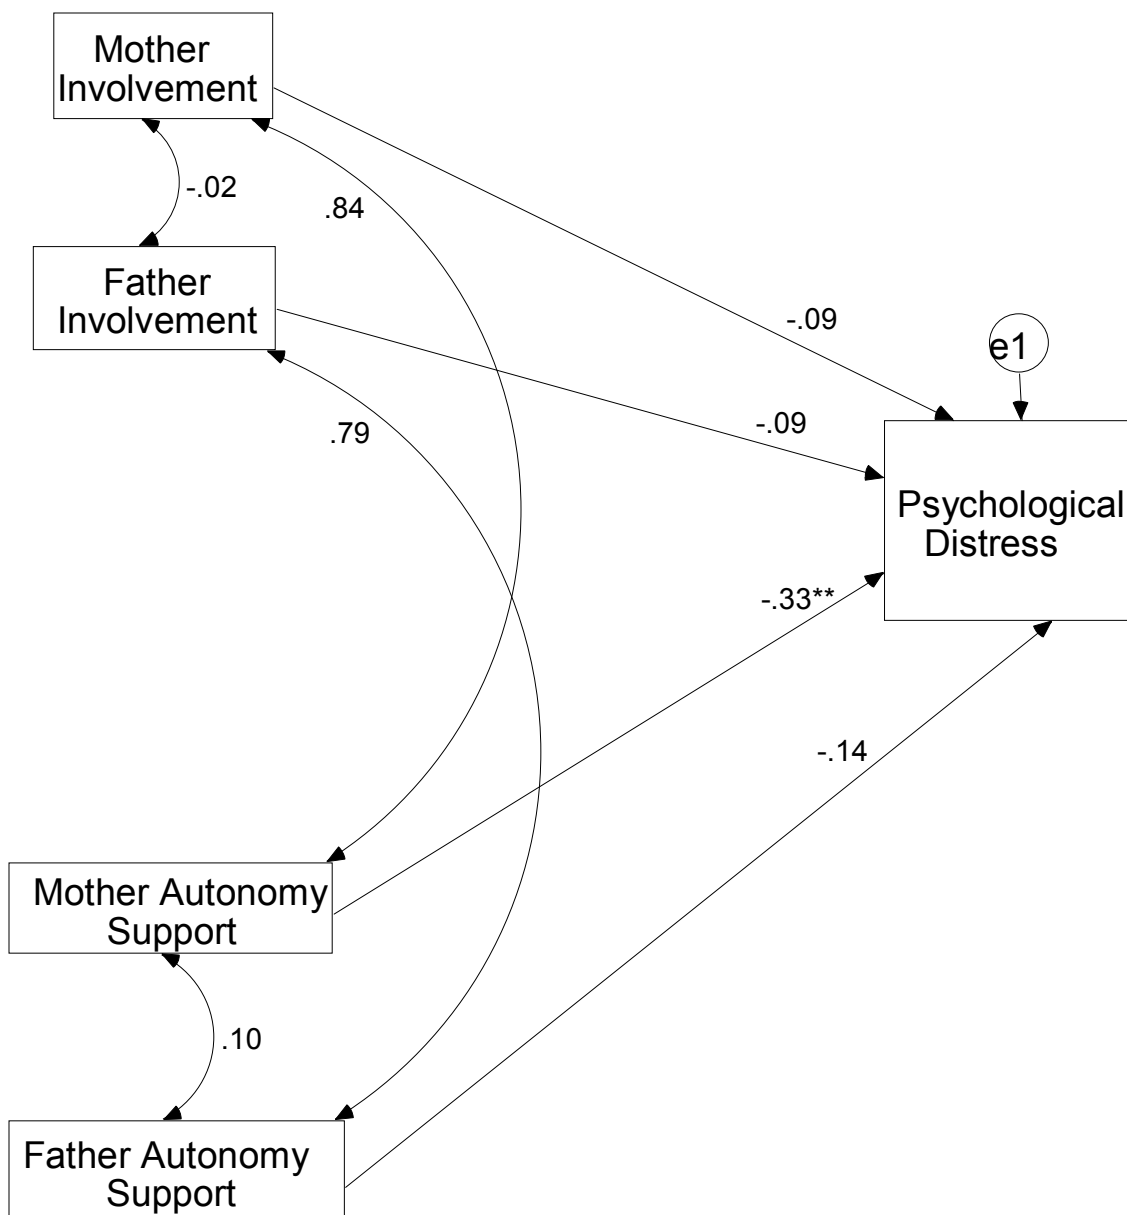 Mother
Involvement
-.02
.84
Father
Involvement
-.09
e1
.79
-.09
Psychological
Distress
-.33**
-.14
Mother Autonomy
Support
.10
Father Autonomy
Support